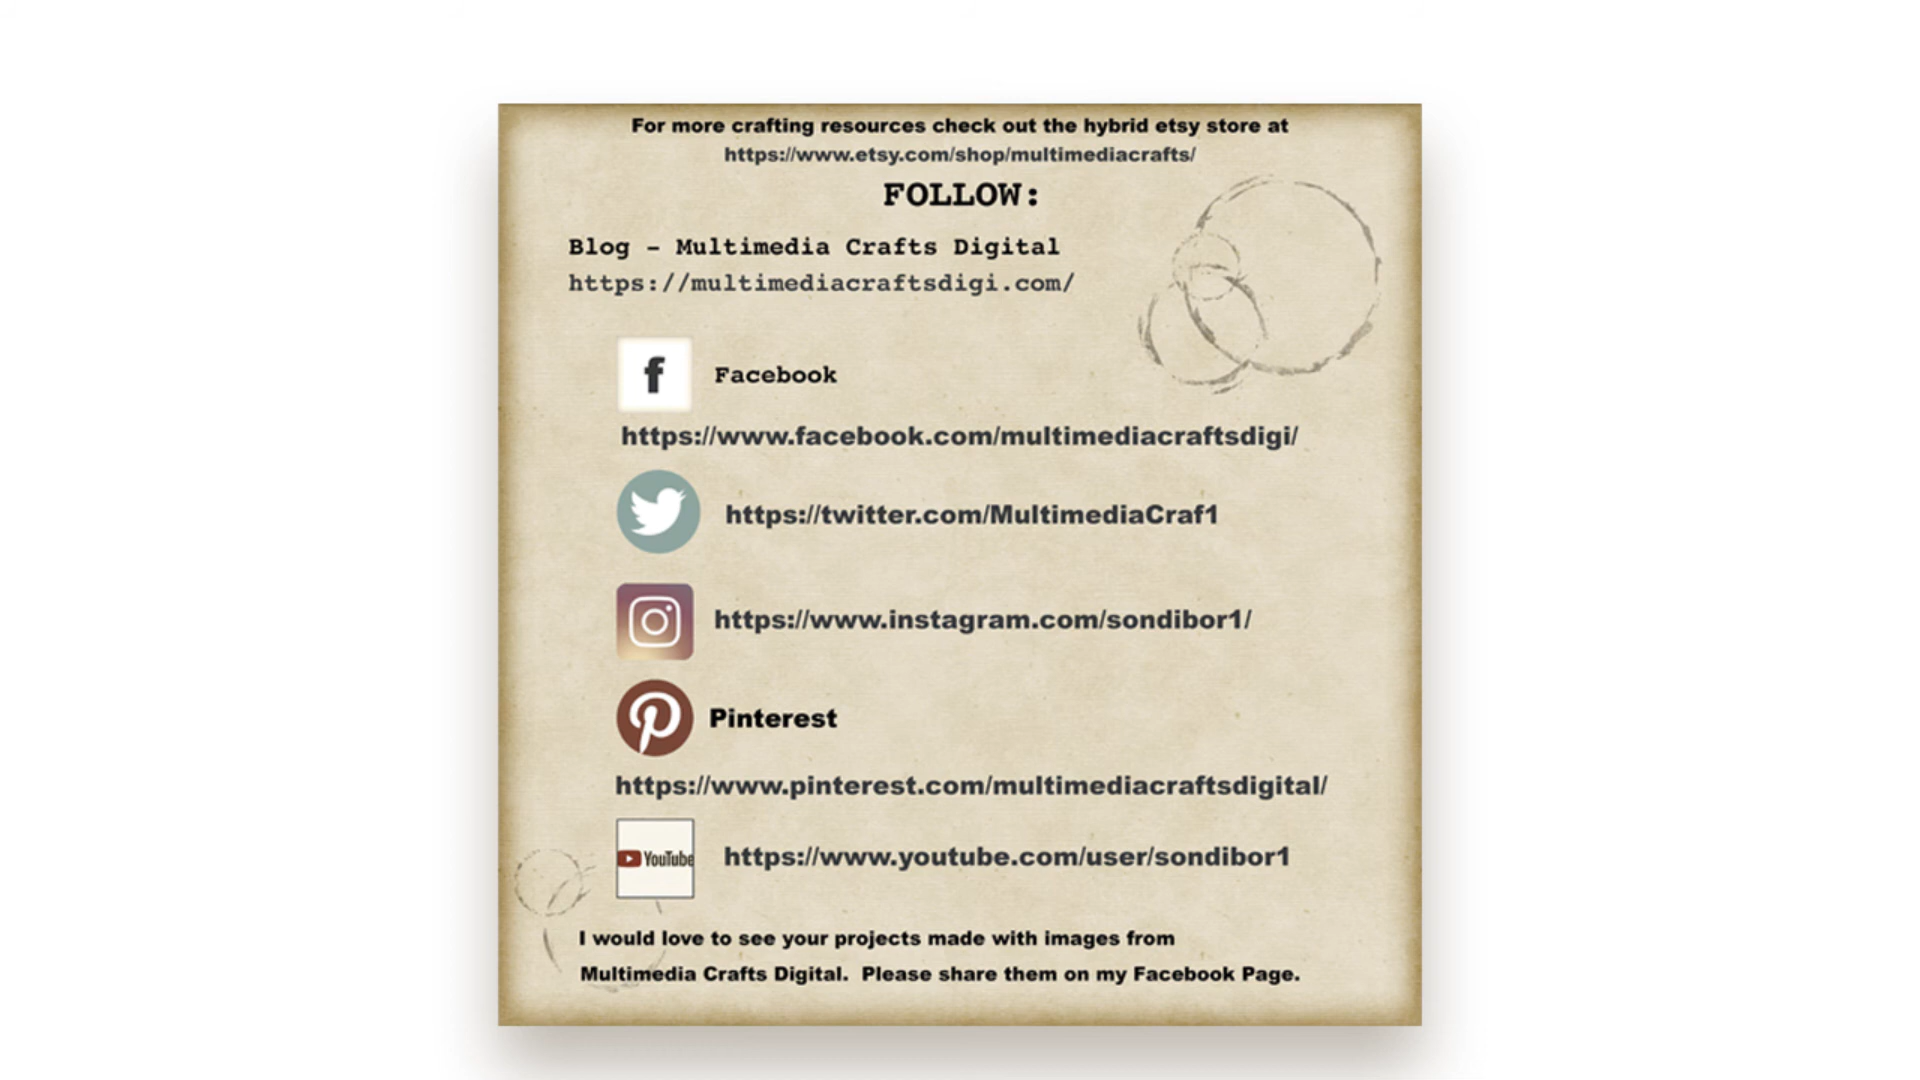 For more crafting resources check out the hybrid etsy store at
https://www.etsy.com/shop/multimediacrafts/
FOLLOW:
Blog - Multimedia Crafts Digital
https://multimediacraftsdigi.com/
f Facebook
https://www.facebook.com/multimediacraftsdigi/
https://twitter.com/MultimediaCraf1
https://www.instagram.com/sondibor1/
Pinterest
https://www.pinterest.com/multimediacraftsdigital/
YouTube https://www.youtube.com/user/sondibor1
I would love to see your projects made with images from
Multimedia Crafts Digital. Please share them on my Facebook Page.